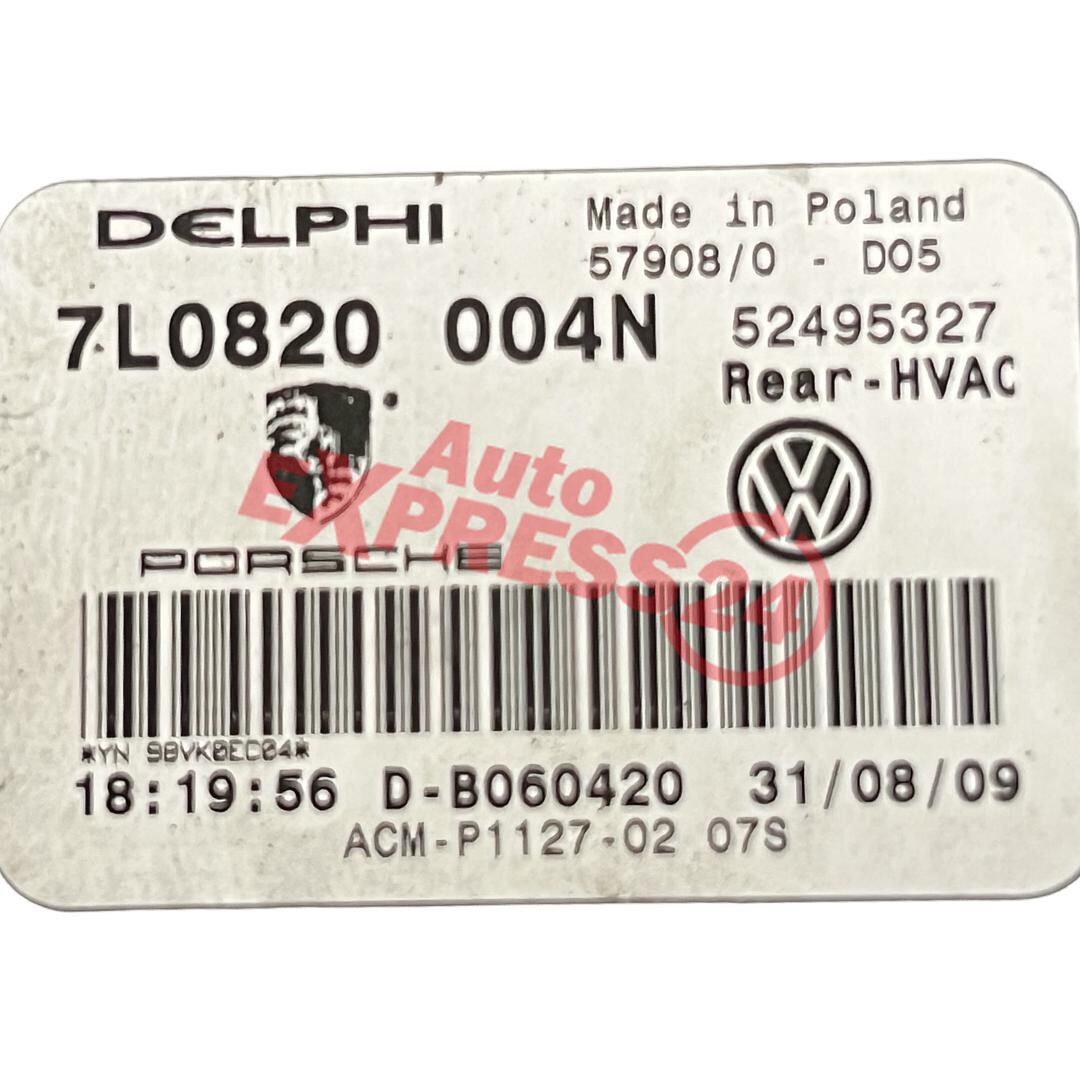 DELPHI
Made in Poland
57908/0 - D05
7L0820 004N
52495327
Rear-HVAC
PORSCHE
Auto
EXPRESS24
*YN 98VK0EC04*
18:19:56 D-B060420 31/08/09
ACM-P1127-02 07S